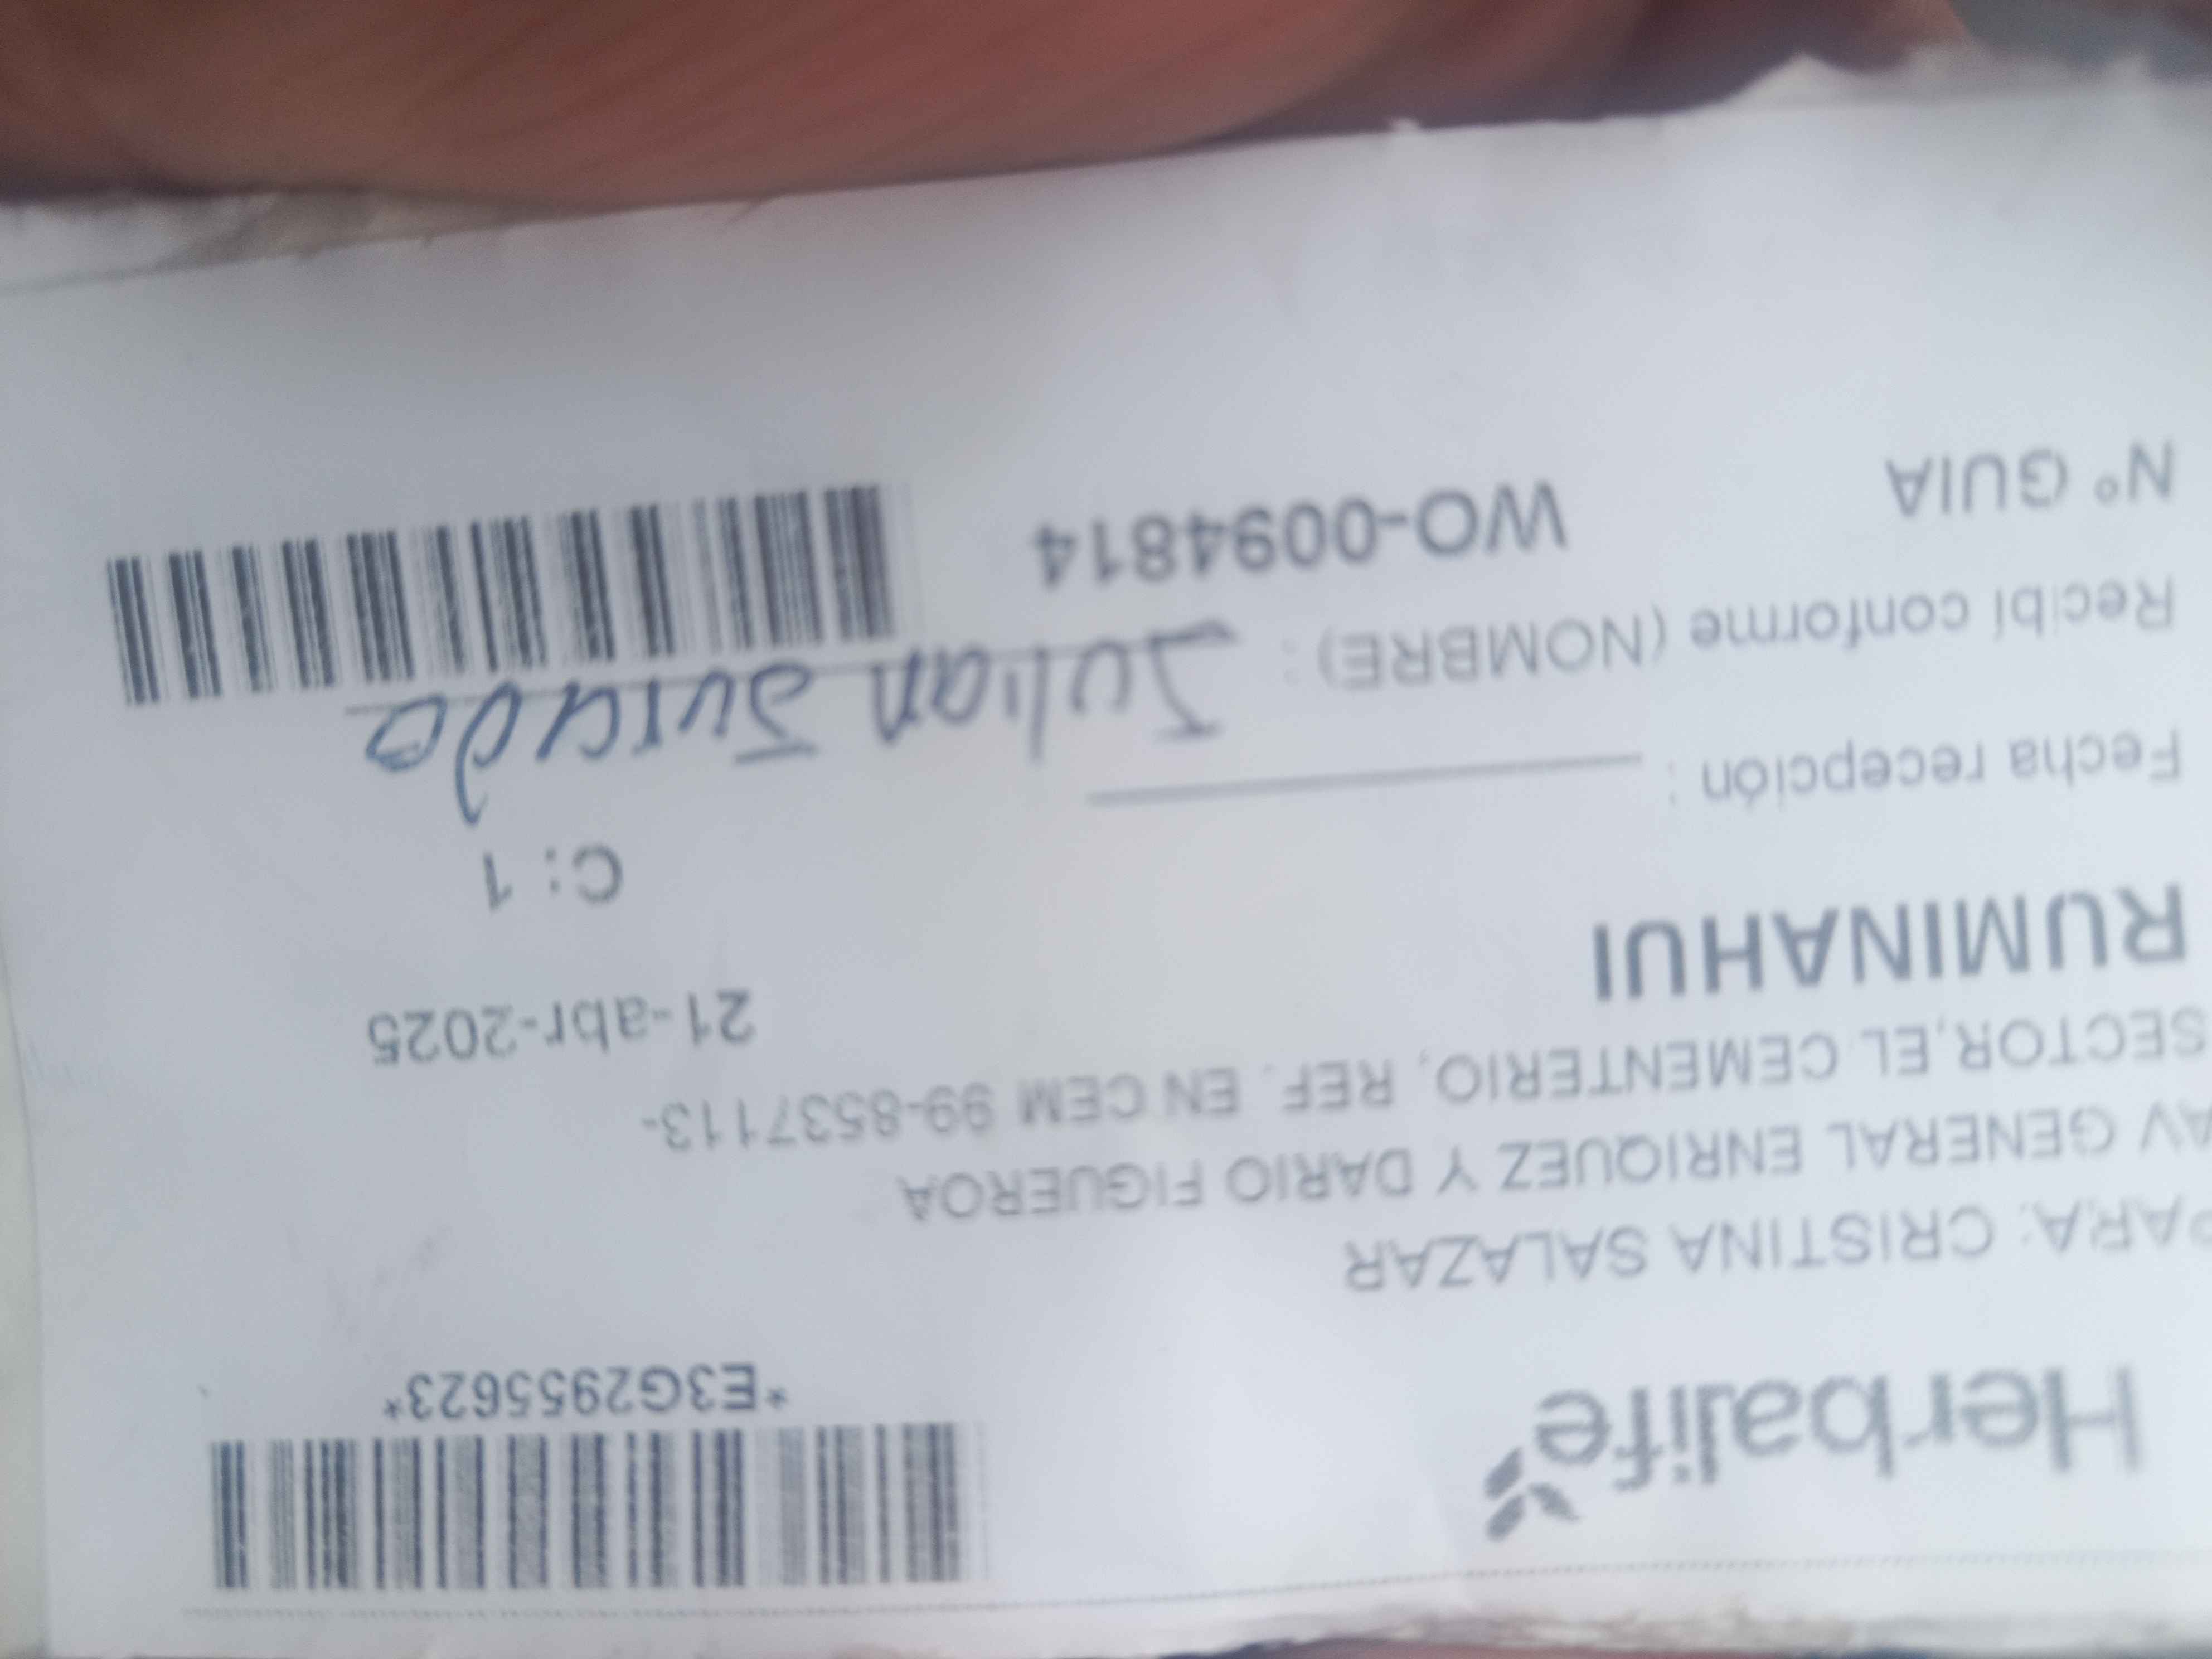 Herbalife
*E3G2955623*
PARA: CRISTINA SALAZAR
AV GENERAL ENRIQUEZ Y DARIO FIGUEROA
SECTOR,EL CEMENTERIO, REF. EN CEM 99-8537113-
RUMINAHUI
21-abr-2025
C: 1
Fecha recepción :
Recibí conforme (NOMBRE) : Julian Jurado
Nº GUIA WO-0094814